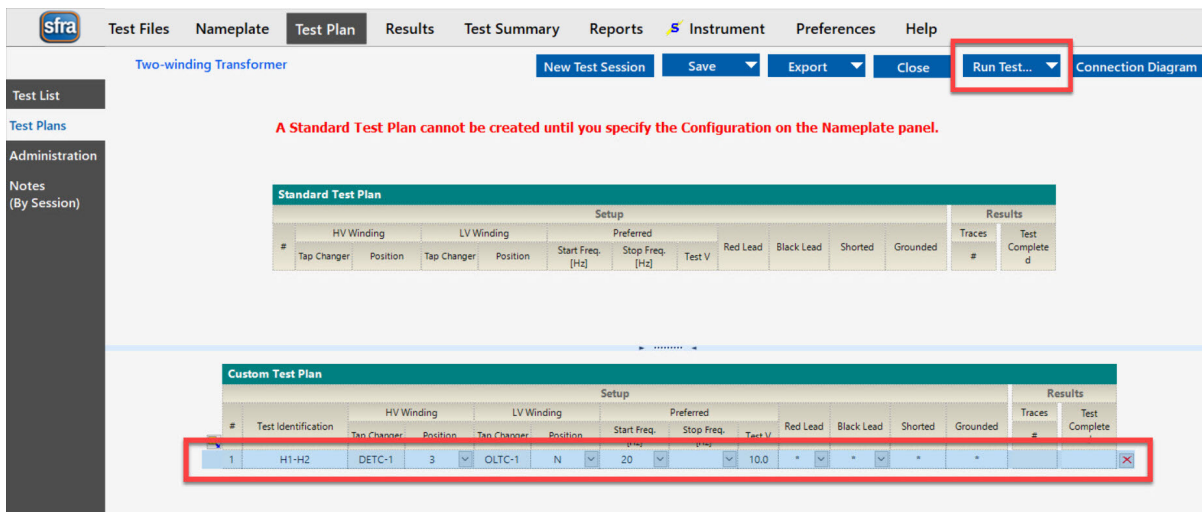 sfra Test Files Nameplate Test Plan Results Test Summary Reports S Instrument Preferences Help
Two-winding Transformer New Test Session Save Export Close Run Test... Connection Diagram
Test List
Test Plans
Administration
Notes
(By Session)
A Standard Test Plan cannot be created until you specify the Configuration on the Nameplate panel.
Standard Test Plan
Setup Results
# HV Winding LV Winding Preferred Red Lead Black Lead Shorted Grounded Traces Test
Complete
d
Tap Changer Position Tap Changer Position Start Freq.
[Hz] Stop Freq.
[Hz] Test V #
Custom Test Plan
Setup Results
# Test Identification HV Winding LV Winding Preferred Red Lead Black Lead Shorted Grounded Traces Test
Complete
d
Tap Changer Position Tap Changer Position Start Freq.
[Hz] Stop Freq.
[Hz] Test V #
1 H1-H2 DETC-1 3 OLTC-1 N 20 10.0 * * * *